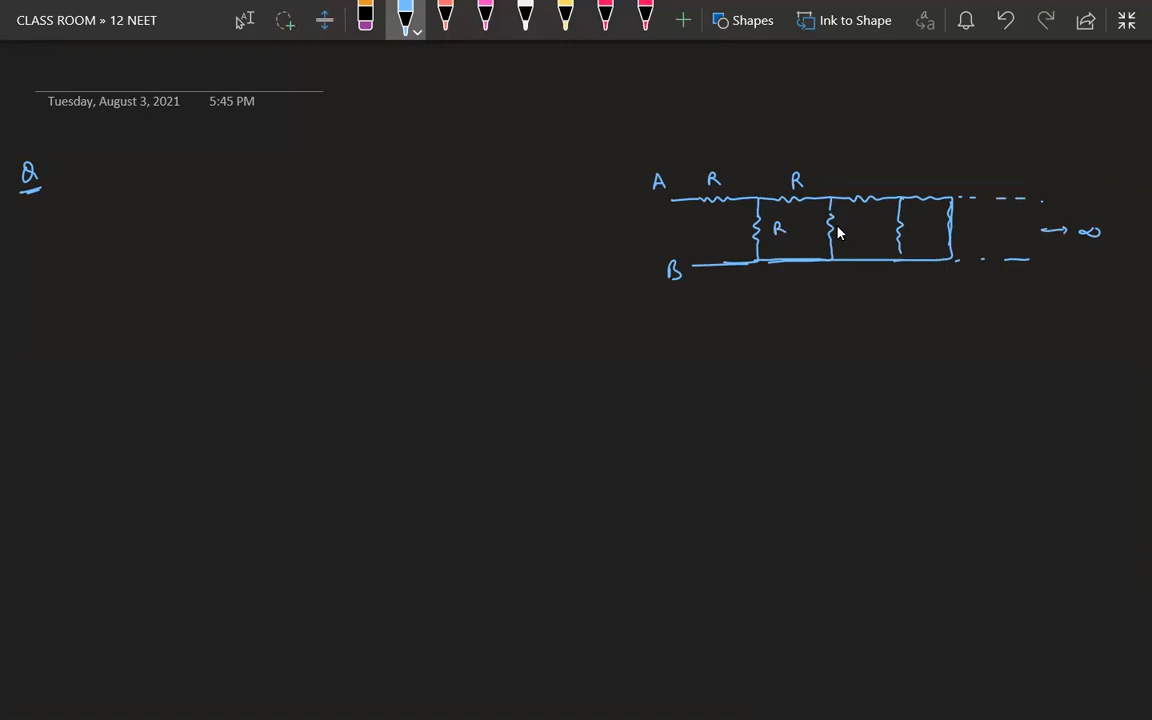 CLASS ROOM » 12 NEET
Shapes
Ink to Shape
Tuesday, August 3, 2021 5:45 PM
Q
A R R
R
B
∞